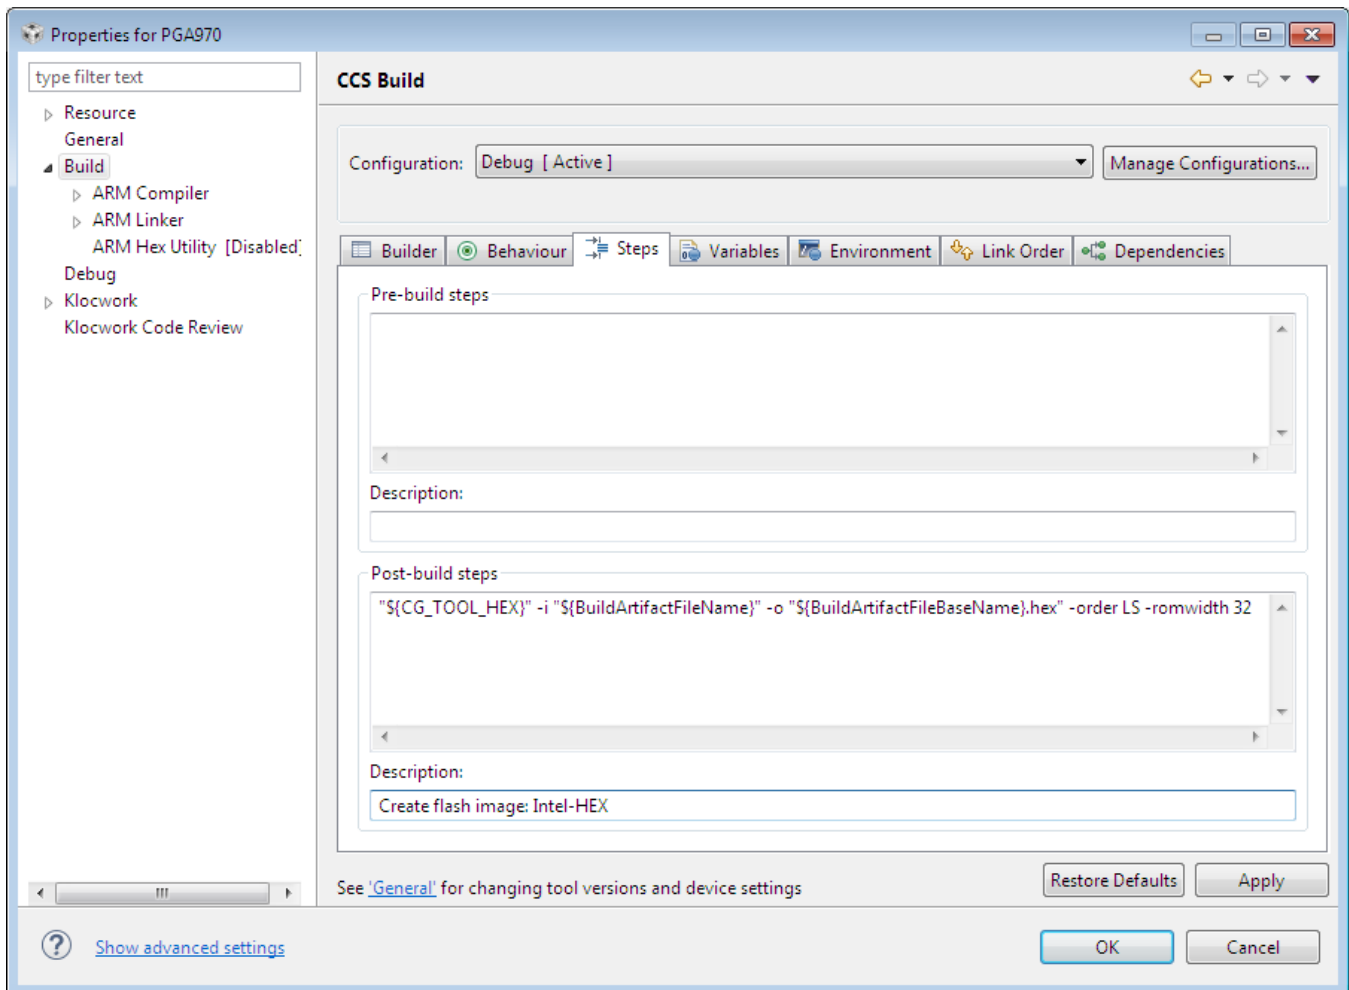 Properties for PGA970
type filter text
Resource
General
Build
ARM Compiler
ARM Linker
ARM Hex Utility [Disabled]
Debug
Klocwork
Klocwork Code Review
CCS Build
Configuration: Debug [ Active ] Manage Configurations...
Builder Behaviour Steps Variables Environment Link Order Dependencies
Pre-build steps
Description:
Post-build steps
"${CG_TOOL_HEX}" -i "${BuildArtifactFileName}" -o "${BuildArtifactFileBaseName}.hex" -order LS -romwidth 32
Description:
Create flash image: Intel-HEX
See 'General' for changing tool versions and device settings
Restore Defaults Apply
Show advanced settings
OK Cancel